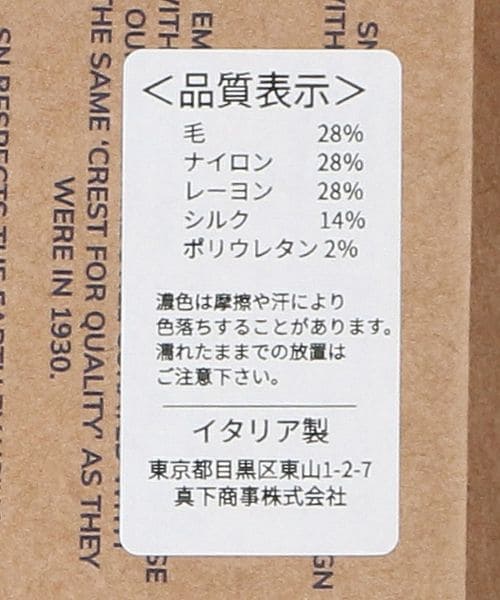 <品質表示>
毛 28%
ナイロン 28%
レーヨン 28%
シルク 14%
ポリウレタン 2%
濃色は摩擦や汗により
色落ちすることがあります。
濡れたままでの放置は
ご注意下さい。
イタリア製
東京都目黒区東山1-2-7
真下商事株式会社
THE SAME 'CREST FOR QUALITY' AS THEY
WERE IN 1930.